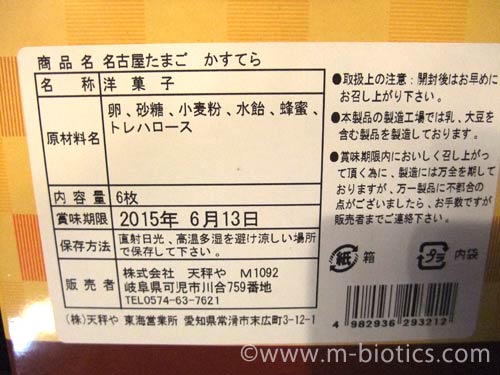 商品名 名古屋たまご かすてら
名称 洋菓子
原材料名 卵、砂糖、小麦粉、水飴、蜂蜜、
トレハロース
内容量 6枚
賞味期限 2015年 6月13日
保存方法 直射日光、高温多湿を避け涼しい場所
で保存して下さい。
販売者 株式会社 天秤や M1092
岐阜県可児市川合759番地
TEL0574-63-7621
(株)天秤や 東海営業所 愛知県常滑市末広町3-12-1
●取扱上の注意:開封後はお早めに
お召し上がり下さい。
●本製品の製造工場では乳、大豆を
含む製品を製造しております。
●賞味期限内においしく召し上がっ
て頂く為に、製造には万全を期して
おりますが、万一製品に不都合の
点がございましたら、お手数ですが
販売者までご連絡下さい。
紙 箱
プラ 内袋
4 982936 293212
©www.m-biotics.com